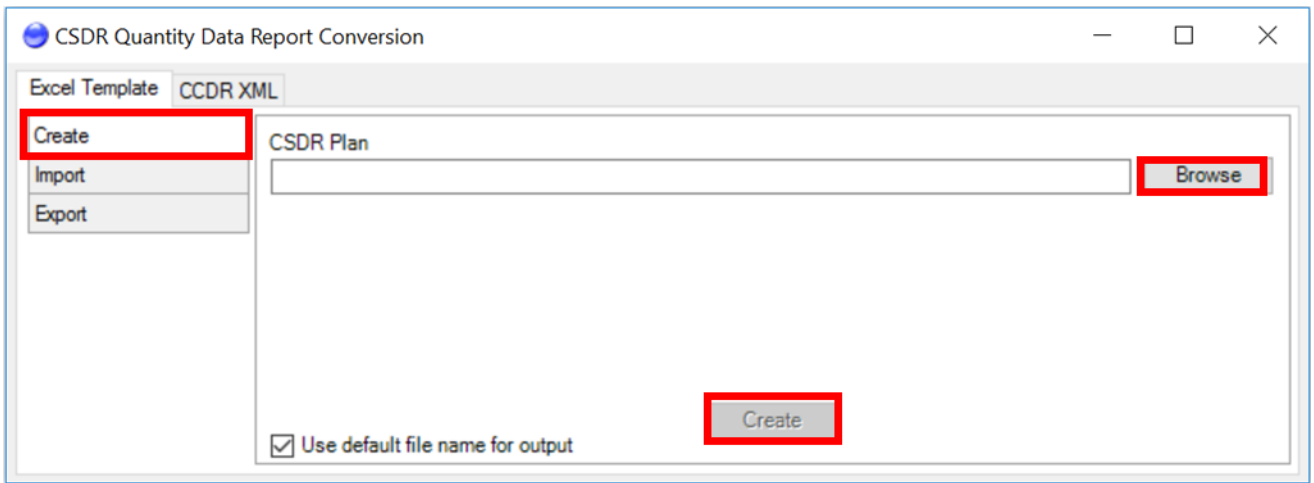 CSDR Quantity Data Report Conversion
Excel Template CCDR XML
Create
Import
Export
CSDR Plan
Browse
Create
Use default file name for output